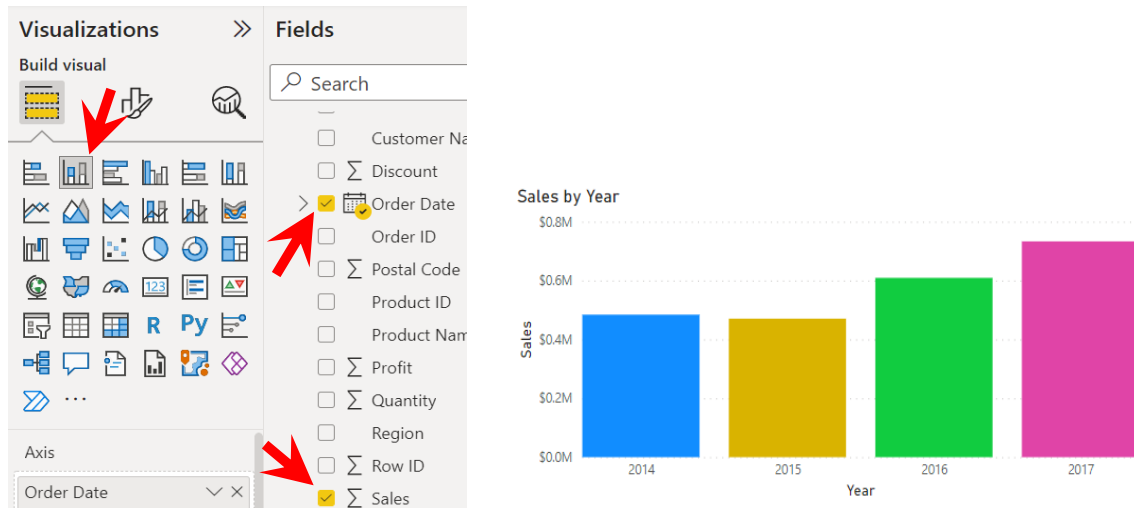 Visualizations
Build visual
123
R
Py
...
Axis
Order Date
Fields
Search
Customer Na
Discount
Order Date
Order ID
Postal Code
Product ID
Product Nam
Profit
Quantity
Region
Row ID
Sales
Sales by Year
$0.8M
$0.6M
$0.4M
$0.2M
$0.0M
Sales
2014 2015 2016 2017
Year